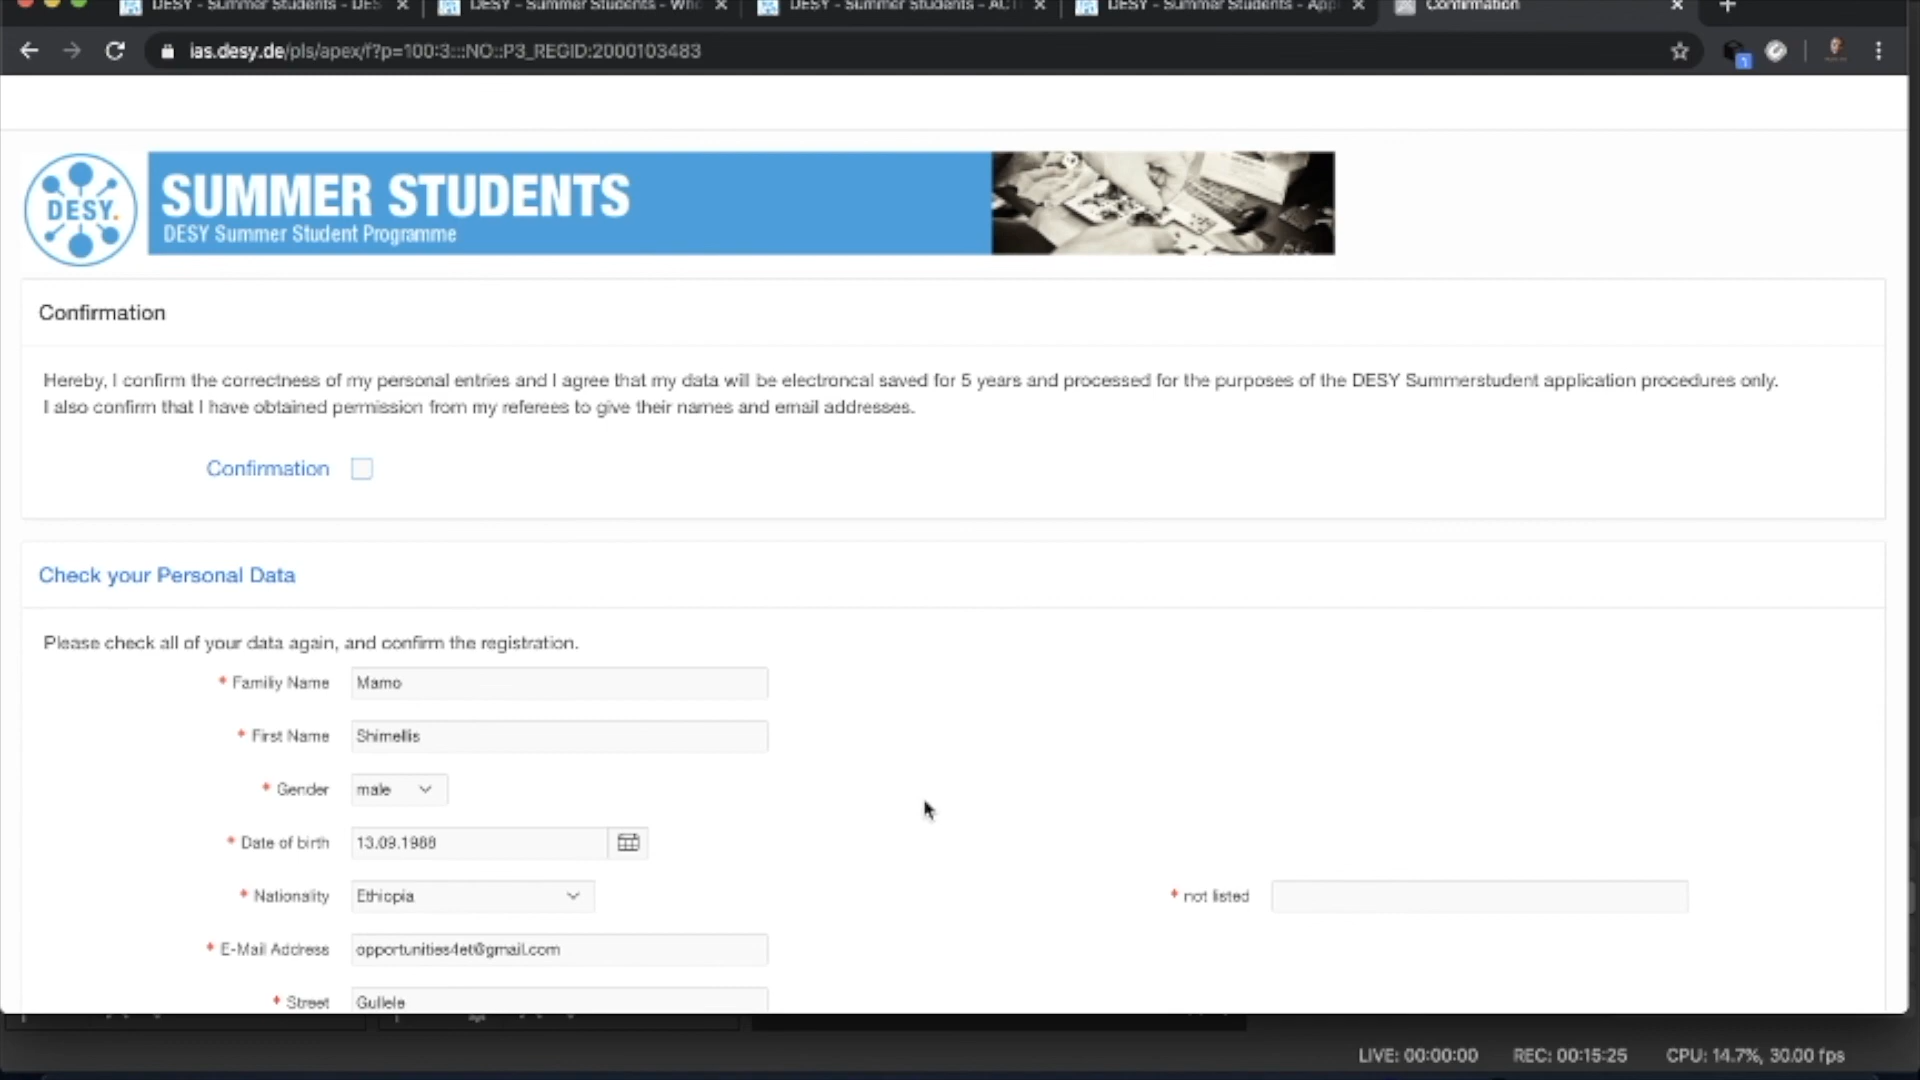 DESY - Summer Students - DES
DESY - Summer Students - Who
DESY - Summer Students - ACT
DESY - Summer Students - Appl
Confirmation
ias.desy.de/pls/apex/f?p=100:3:::NO::P3_REGID:2000103483
1
DESY.
SUMMER STUDENTS
DESY Summer Student Programme
Confirmation
Hereby, I confirm the correctness of my personal entries and I agree that my data will be electroncal saved for 5 years and processed for the purposes of the DESY Summerstudent application procedures only.
I also confirm that I have obtained permission from my referees to give their names and email addresses.
Confirmation
Check your Personal Data
Please check all of your data again, and confirm the registration.
* Familiy Name Mamo
* First Name Shimellis
* Gender male
* Date of birth 13.09.1988
* Nationality Ethiopia * not listed
* E-Mail Address opportunities4et@gmail.com
* Street Gullele
LIVE: 00:00:00 REC: 00:15:25 CPU: 14.7%, 30.00 fps